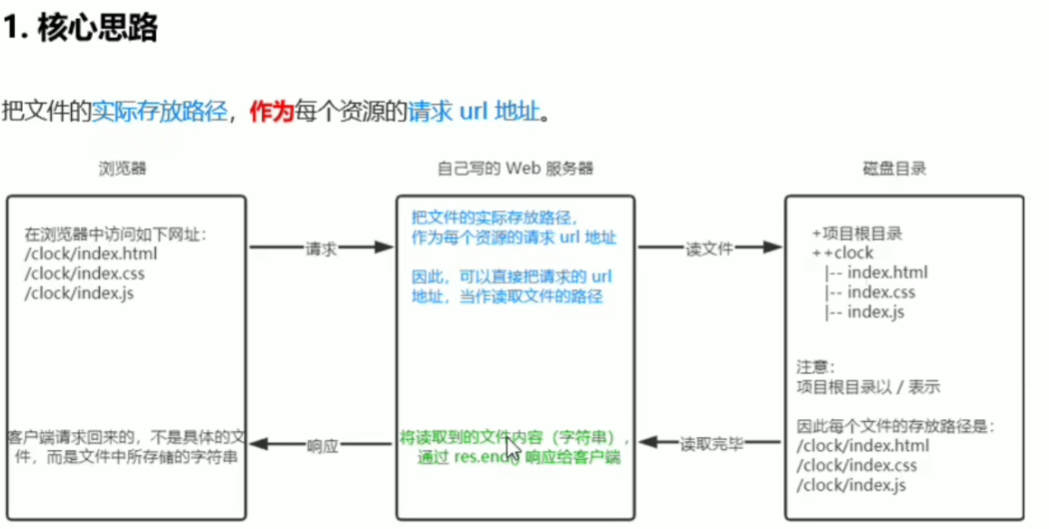 1. 核心思路
把文件的实际存放路径，作为每个资源的请求 url 地址。
浏览器
自己写的 Web 服务器
磁盘目录
在浏览器中访问如下网址：
/clock/index.html
/clock/index.css
/clock/index.js
请求
把文件的实际存放路径，
作为每个资源的请求 url 地址
因此，可以直接把请求的 url
地址，当作读取文件的路径
读文件
+项目根目录
++clock
|-- index.html
|-- index.css
|-- index.js
注意：
项目根目录以 / 表示
因此每个文件的存放路径是：
/clock/index.html
/clock/index.css
/clock/index.js
读取完毕
将读取到的文件内容（字符串），
通过 res.end() 响应给客户端
响应
客户端请求回来的，不是具体的文
件，而是文件中所存储的字符串